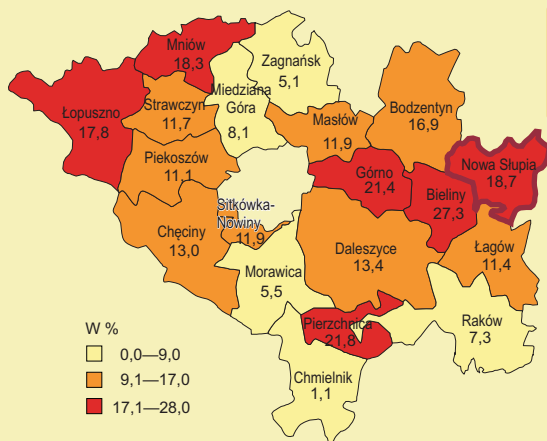 Mniów
18,3
Zagnańsk
5,1
Łopuszno
17,8
Strawczyn
11,7
Miedziana
Góra
8,1
Bodzentyn
16,9
Masłów
11,9
Piekoszów
11,1
Górno
21,4
Nowa Słupia
18,7
Bieliny
27,3
Sitkówka-
Nowiny
11,9
Chęciny
13,0
Daleszyce
13,4
Łagów
11,4
Morawica
5,5
Pierzchnica
21,8
Raków
7,3
Chmielnik
1,1
W %
0,0—9,0
9,1—17,0
17,1—28,0